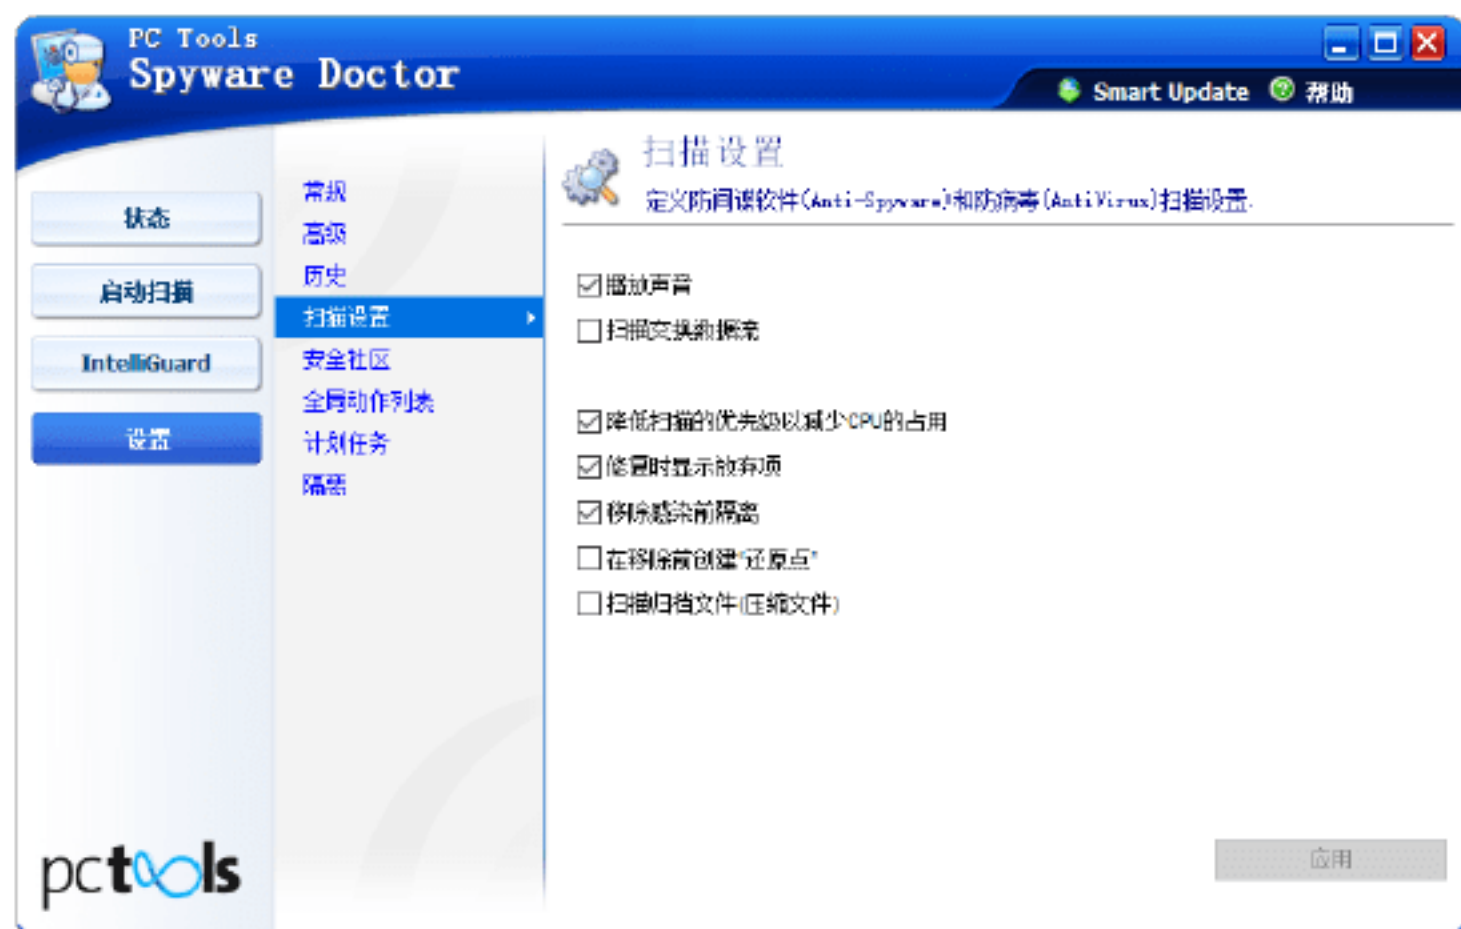 PC Tools
Spyware Doctor
Smart Update 帮助
状态
启动扫描
IntelliGuard
设置
常规
高级
历史
扫描设置
安全社区
全局动作列表
计划任务
隔离
扫描设置
定义防间谍软件(Anti-Spyware)和防病毒(AntiVirus)扫描设置.
播放声音
扫描交换数据流
降低扫描的优先级以减少CPU的占用
修复时显示放弃项
移除感染前隔离
在移除前创建"还原点"
扫描归档文件(压缩文件)
应用
pctools